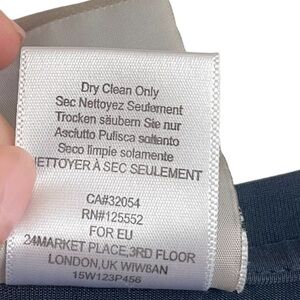 Dry Clean Only
Sec Nettoyez Seulement
Trocken säubern Sie nur
Asciutto Pulisca soltanto
Seco limpie solamente
NETTOYER À SEC SEULEMENT
CA#32054
RN#125552
FOR EU
24MARKET PLACE,3RD FLOOR
LONDON,UK WIW8AN
15W123P456